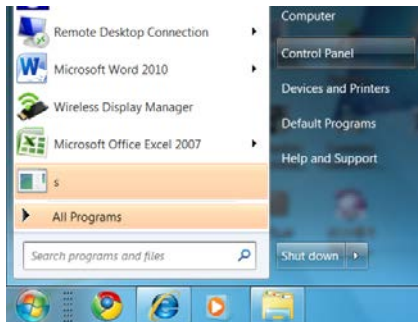 Remote Desktop Connection
Microsoft Word 2010
Wireless Display Manager
Microsoft Office Excel 2007
s
All Programs
Search programs and files
Computer
Control Panel
Devices and Printers
Default Programs
Help and Support
Shut down